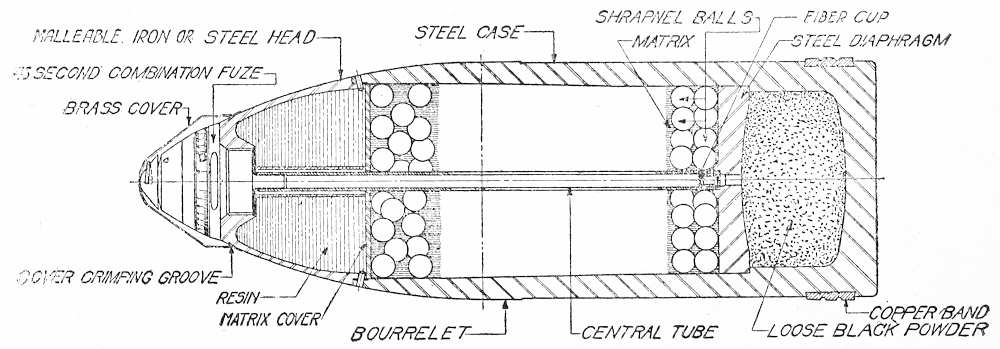 SHRAPNEL BALLS
FIBER CUP
STEEL CASE
MALLEABLE IRON OR STEEL HEAD
MATRIX
STEEL DIAPHRAGM
SECOND COMBINATION FUZE
BRASS COVER
COVER CRIMPING GROOVE
RESIN
MATRIX COVER
BOURRELET
CENTRAL TUBE
COPPER BAND
LOOSE BLACK POWDER